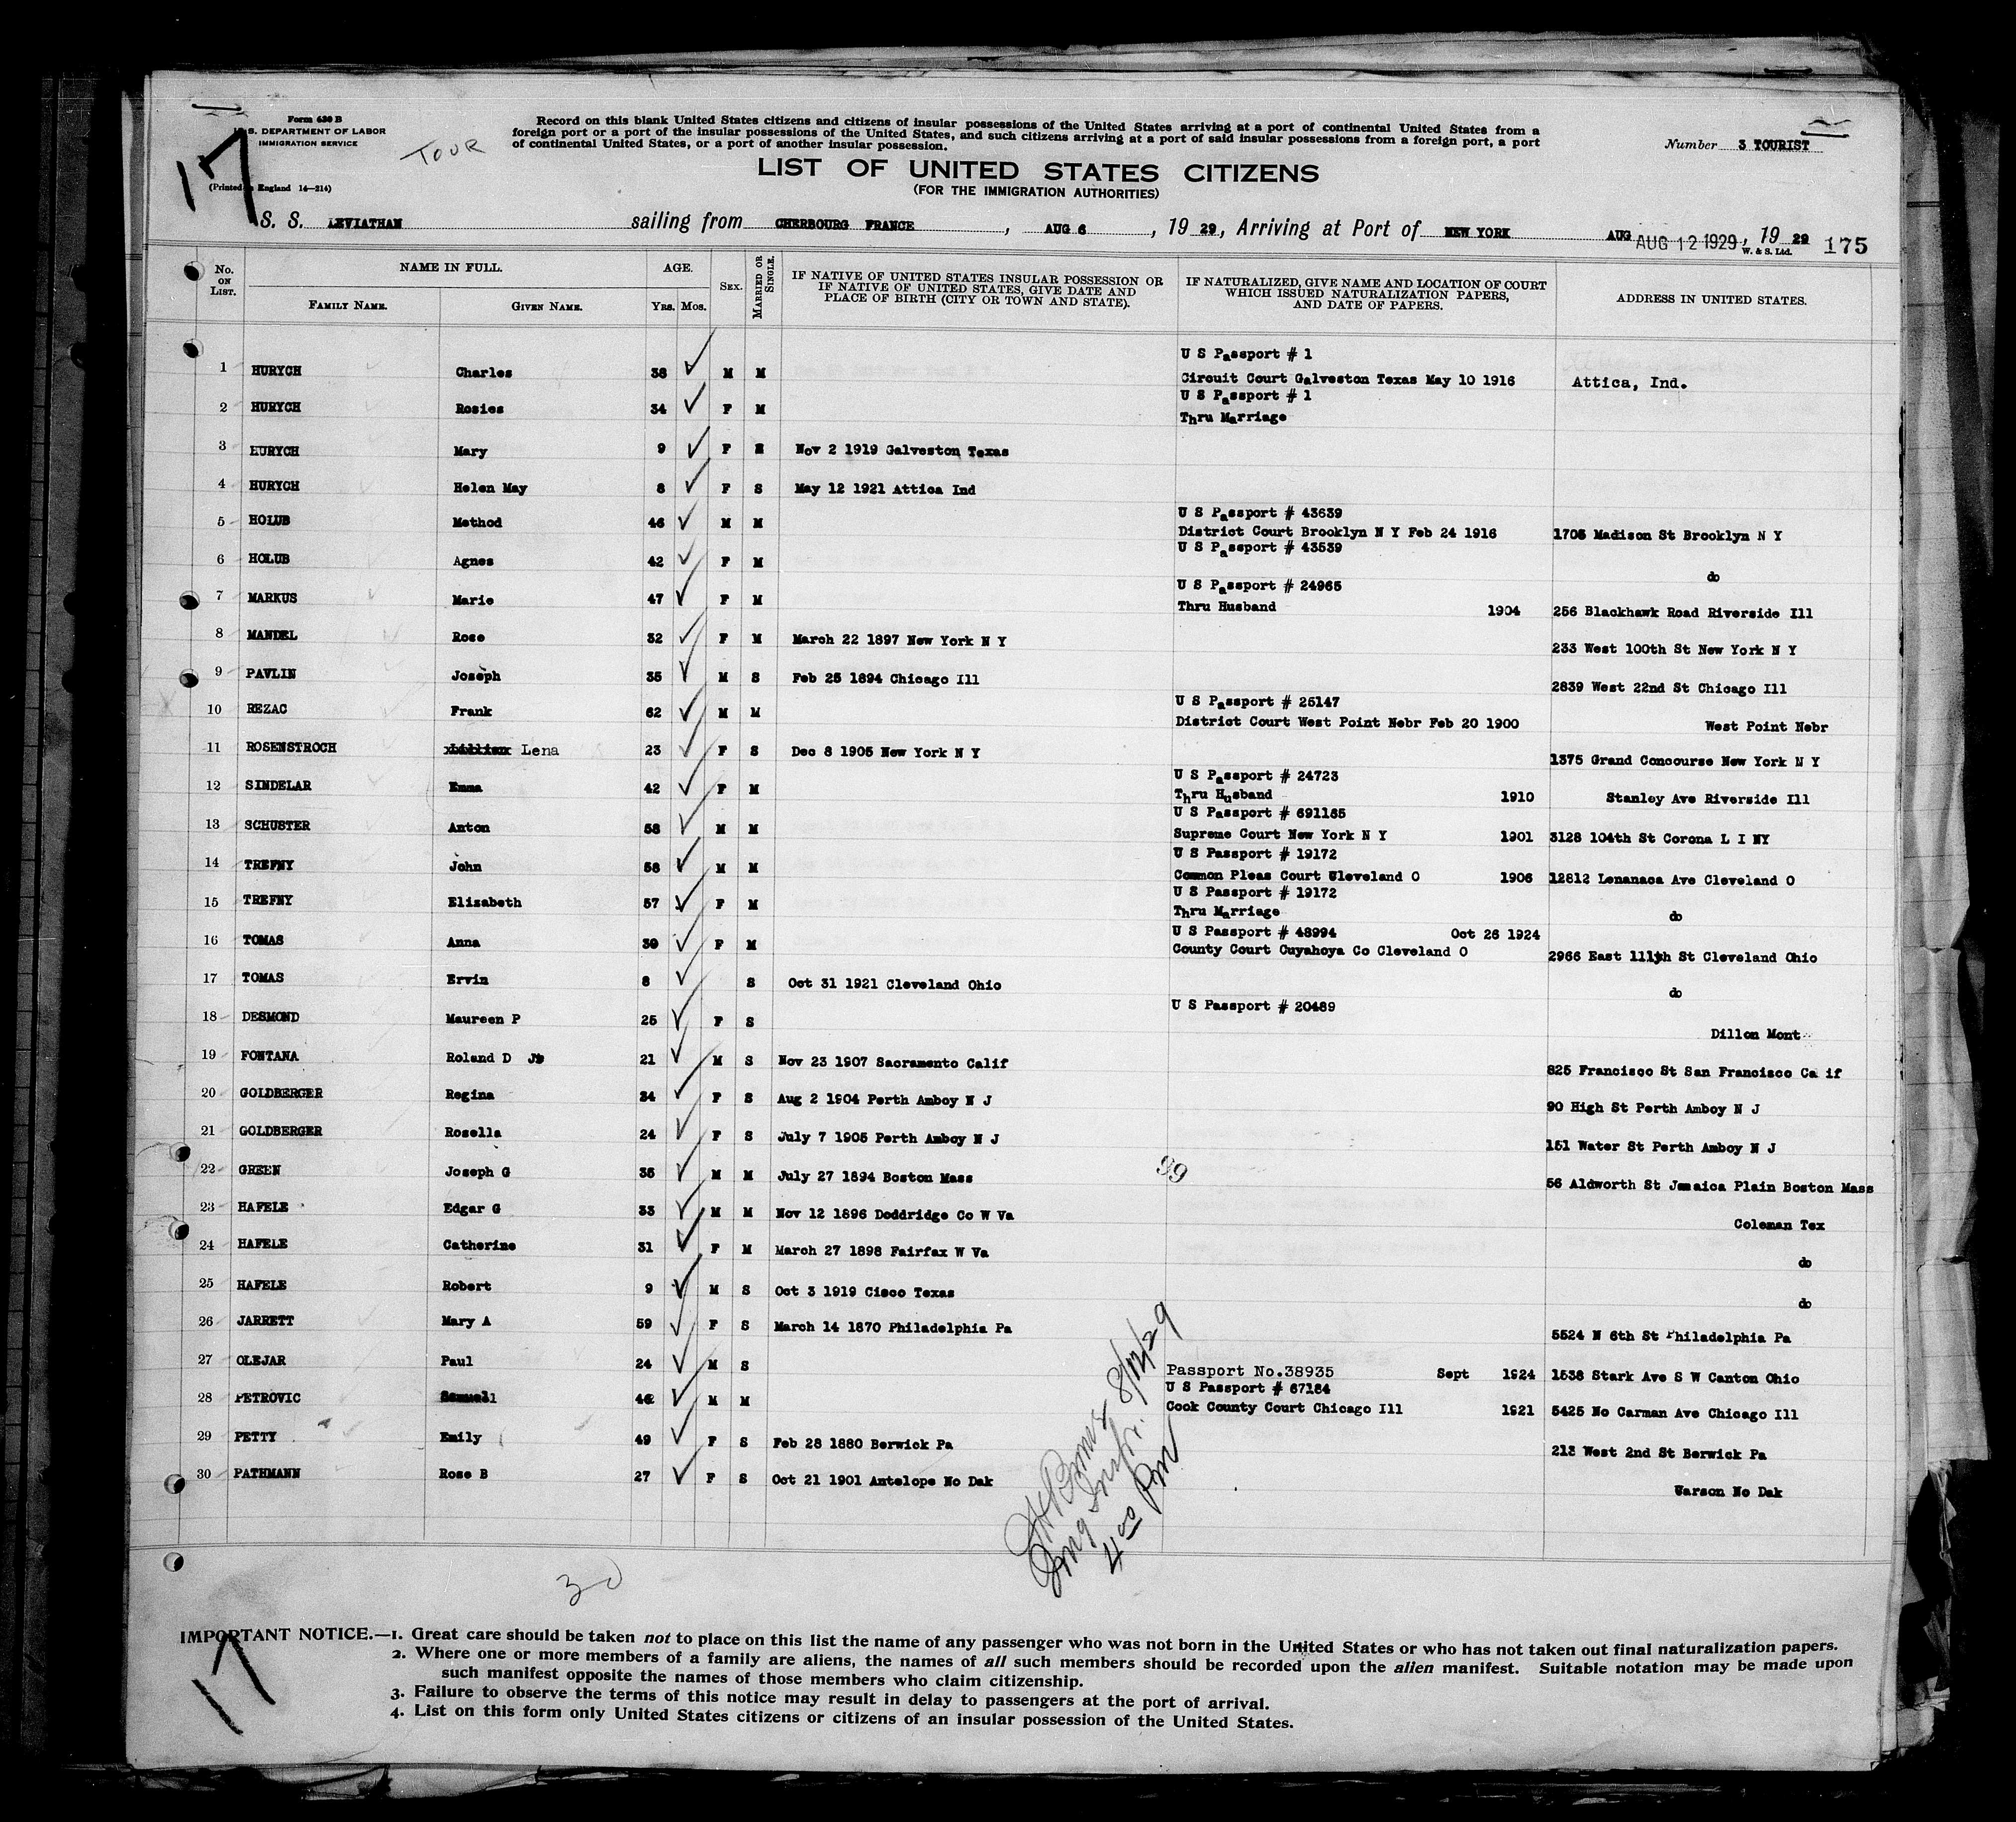 17
Form 630 B
U.S. DEPARTMENT OF LABOR
IMMIGRATION SERVICE
(Printed in England 14—214)
TOUR
Record on this blank United States citizens and citizens of insular possessions of the United States arriving at a port of continental United States from a
foreign port or a port of the insular possessions of the United States, and such citizens arriving at a port of said insular possessions from a foreign port, a port
of continental United States, or a port of another insular possession.
Number 3 TOURIST
LIST OF UNITED STATES CITIZENS
(FOR THE IMMIGRATION AUTHORITIES)
S. S. LEVIATHAN sailing from CHERBOURG FRANCE, AUG 6, 19 29, Arriving at Port of NEW YORK AUG AUG 12 1929, 19 29
W. & S. Ltd. 175
No. ON LIST. NAME IN FULL. FAMILY NAME. GIVEN NAME. AGE. Yrs. Mos. SEX. MARRIED OR SINGLE. IF NATIVE OF UNITED STATES INSULAR POSSESSION OR IF NATIVE OF UNITED STATES, GIVE DATE AND PLACE OF BIRTH (CITY OR TOWN AND STATE). IF NATURALIZED, GIVE NAME AND LOCATION OF COURT WHICH ISSUED NATURALIZATION PAPERS, AND DATE OF PAPERS. ADDRESS IN UNITED STATES.
U S Passport # 1
1 HURYCH Charles 38 M M Circuit Court Galveston Texas May 10 1916 Attica, Ind.
U S Passport # 1
2 HURYCH Rosies 34 F M Thru Marriage
3 HURYCH Mary 9 F S Nov 2 1919 Galveston Texas
4 HURYCH Helen May 8 F S May 12 1921 Attica Ind
U S Passport # 43639
5 HOLUB Method 46 M M District Court Brooklyn N Y Feb 24 1916 1705 Madison St Brooklyn N Y
U S Passport # 43539
6 HOLUB Agnes 42 F M do
U S Passport # 24965
7 MARKUS Marie 47 F M Thru Husband 1904 256 Blackhawk Road Riverside Ill
8 MANDEL Rose 32 F M March 22 1897 New York N Y 233 West 100th St New York N Y
9 PAVLIN Joseph 35 M S Feb 25 1894 Chicago Ill 2839 West 22nd St Chicago Ill
U S Passport # 25147
10 REZAC Frank 62 M M District Court West Point Nebr Feb 20 1900 West Point Nebr
11 ROSENSTROCH Lena 23 F S Dec 8 1905 New York N Y 1375 Grand Concourse New York N Y
U S Passport # 24723
12 SINDELAR Emma 42 F M Thru Husband 1910 Stanley Ave Riverside Ill
U S Passport # 691165
13 SCHUSTER Anton 58 M M Supreme Court New York N Y 1901 3128 104th St Corona L I NY
U S Passport # 19172
14 TREFNY John 58 M M Common Pleas Court Cleveland O 1906 12812 Lenanaca Ave Cleveland O
U S Passport # 19172
15 TREFNY Elizabeth 57 F M Thru Marriage do
U S Passport # 48994 Oct 26 1924
16 TOMAS Anna 30 F M County Court Cuyahoya Co Cleveland O 2966 East 111th St Cleveland Ohio
17 TOMAS Ervin 8 S Oct 31 1921 Cleveland Ohio do
U S Passport # 20489
18 DESMOND Maureen P 25 F S Dillon Mont
19 FONTANA Roland D Jr 21 M S Nov 23 1907 Sacramento Calif 825 Francisco St San Francisco Ca if
20 GOLDBERGER Regina 24 F S Aug 2 1904 Perth Amboy N J 90 High St Perth Amboy N J
21 GOLDBERGER Rosella 24 F S July 7 1905 Perth Amboy N J 151 Water St Perth Amboy N J
22 GREEN Joseph G 35 M M July 27 1894 Boston Mass 99 56 Aldworth St Jamaica Plain Boston Mass
23 HAFELE Edgar G 33 M M Nov 12 1896 Doddridge Co W Va Coleman Tex
24 HAFELE Catherine 31 F M March 27 1898 Fairfax W Va do
25 HAFELE Robert 9 M S Oct 3 1919 Cisco Texas do
26 JARRETT Mary A 59 F S March 14 1870 Philadelphia Pa 5524 N 6th St Philadelphia Pa
27 OLEJAR Paul 24 M S Passport No.38935 Sept 1924 1538 Stark Ave S W Canton Ohio
U S Passport # 67184
28 PETROVIC Samuel 42 M M Cook County Court Chicago Ill 1921 5425 No Carman Ave Chicago Ill
29 PETTY Emily 49 F S Feb 28 1880 Berwick Pa 213 West 2nd St Berwick Pa
30 PATHMANN Rose B 27 F S Oct 21 1901 Antelope No Dak Carson No Dak
8/12/29
Img Inspr.
4 00 Pm
30
IMPORTANT NOTICE.—1. Great care should be taken not to place on this list the name of any passenger who was not born in the United States or who has not taken out final naturalization papers.
2. Where one or more members of a family are aliens, the names of all such members should be recorded upon the alien manifest. Suitable notation may be made upon
such manifest opposite the names of those members who claim citizenship.
3. Failure to observe the terms of this notice may result in delay to passengers at the port of arrival.
4. List on this form only United States citizens or citizens of an insular possession of the United States.
17